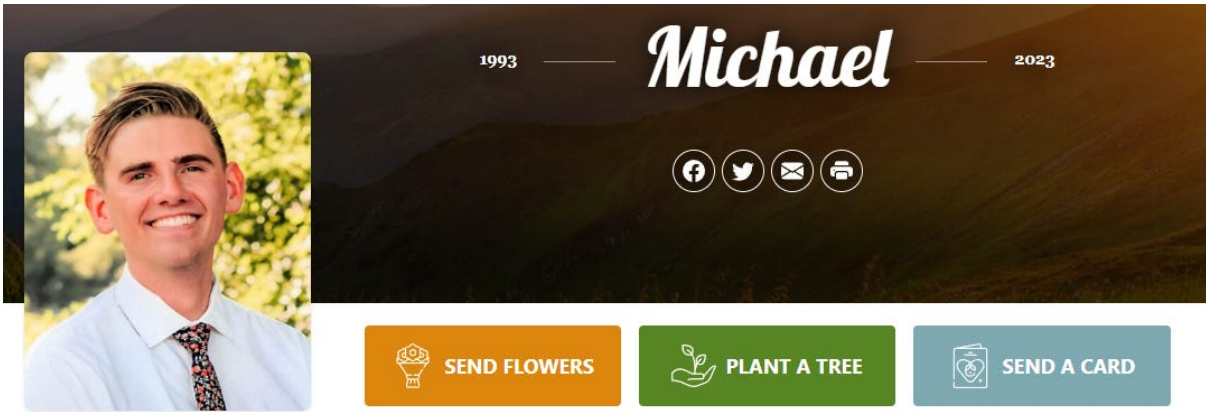 1993 Michael 2023
SEND FLOWERS
PLANT A TREE
SEND A CARD